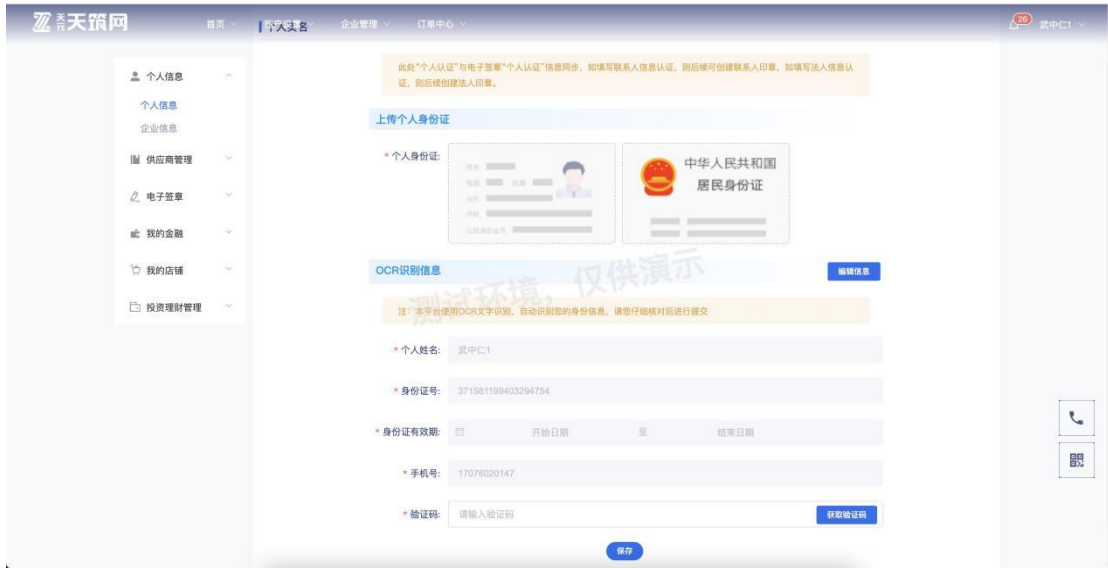 天元 天筑网
首页
企业管理
订单中心
26
武中仁1
个人实名
个人信息
个人信息
企业信息
供应商管理
电子签章
我的金融
我的店铺
投资理财管理
此处“个人认证”与电子签章“个人认证”信息同步，如填写联系人信息认证，则后续可创建联系人印章，如填写法人信息认
证，则后续创建法人印章。
上传个人身份证
* 个人身份证:
中华人民共和国
居民身份证
OCR识别信息
编辑信息
测试环境，仅供演示
注：本平台使用OCR文字识别，自动识别您的身份信息，请您仔细核对后进行提交
* 个人姓名: 武中仁1
* 身份证号: 371581199403294754
* 身份证有效期: 开始日期 至 结束日期
* 手机号: 17076020147
* 验证码: 请输入验证码 获取验证码
保存